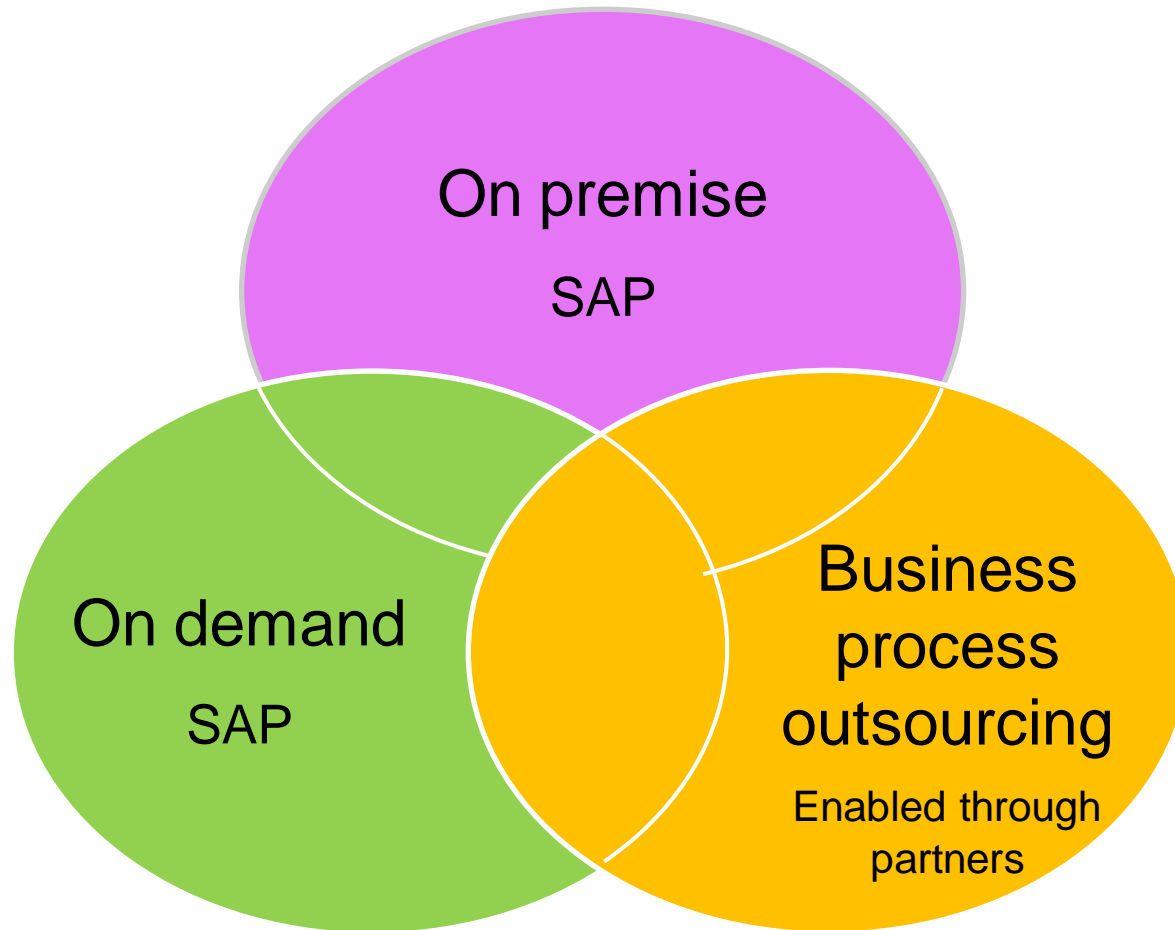 On premise
SAP
On demand
SAP
Business
process
outsourcing
Enabled through
partners